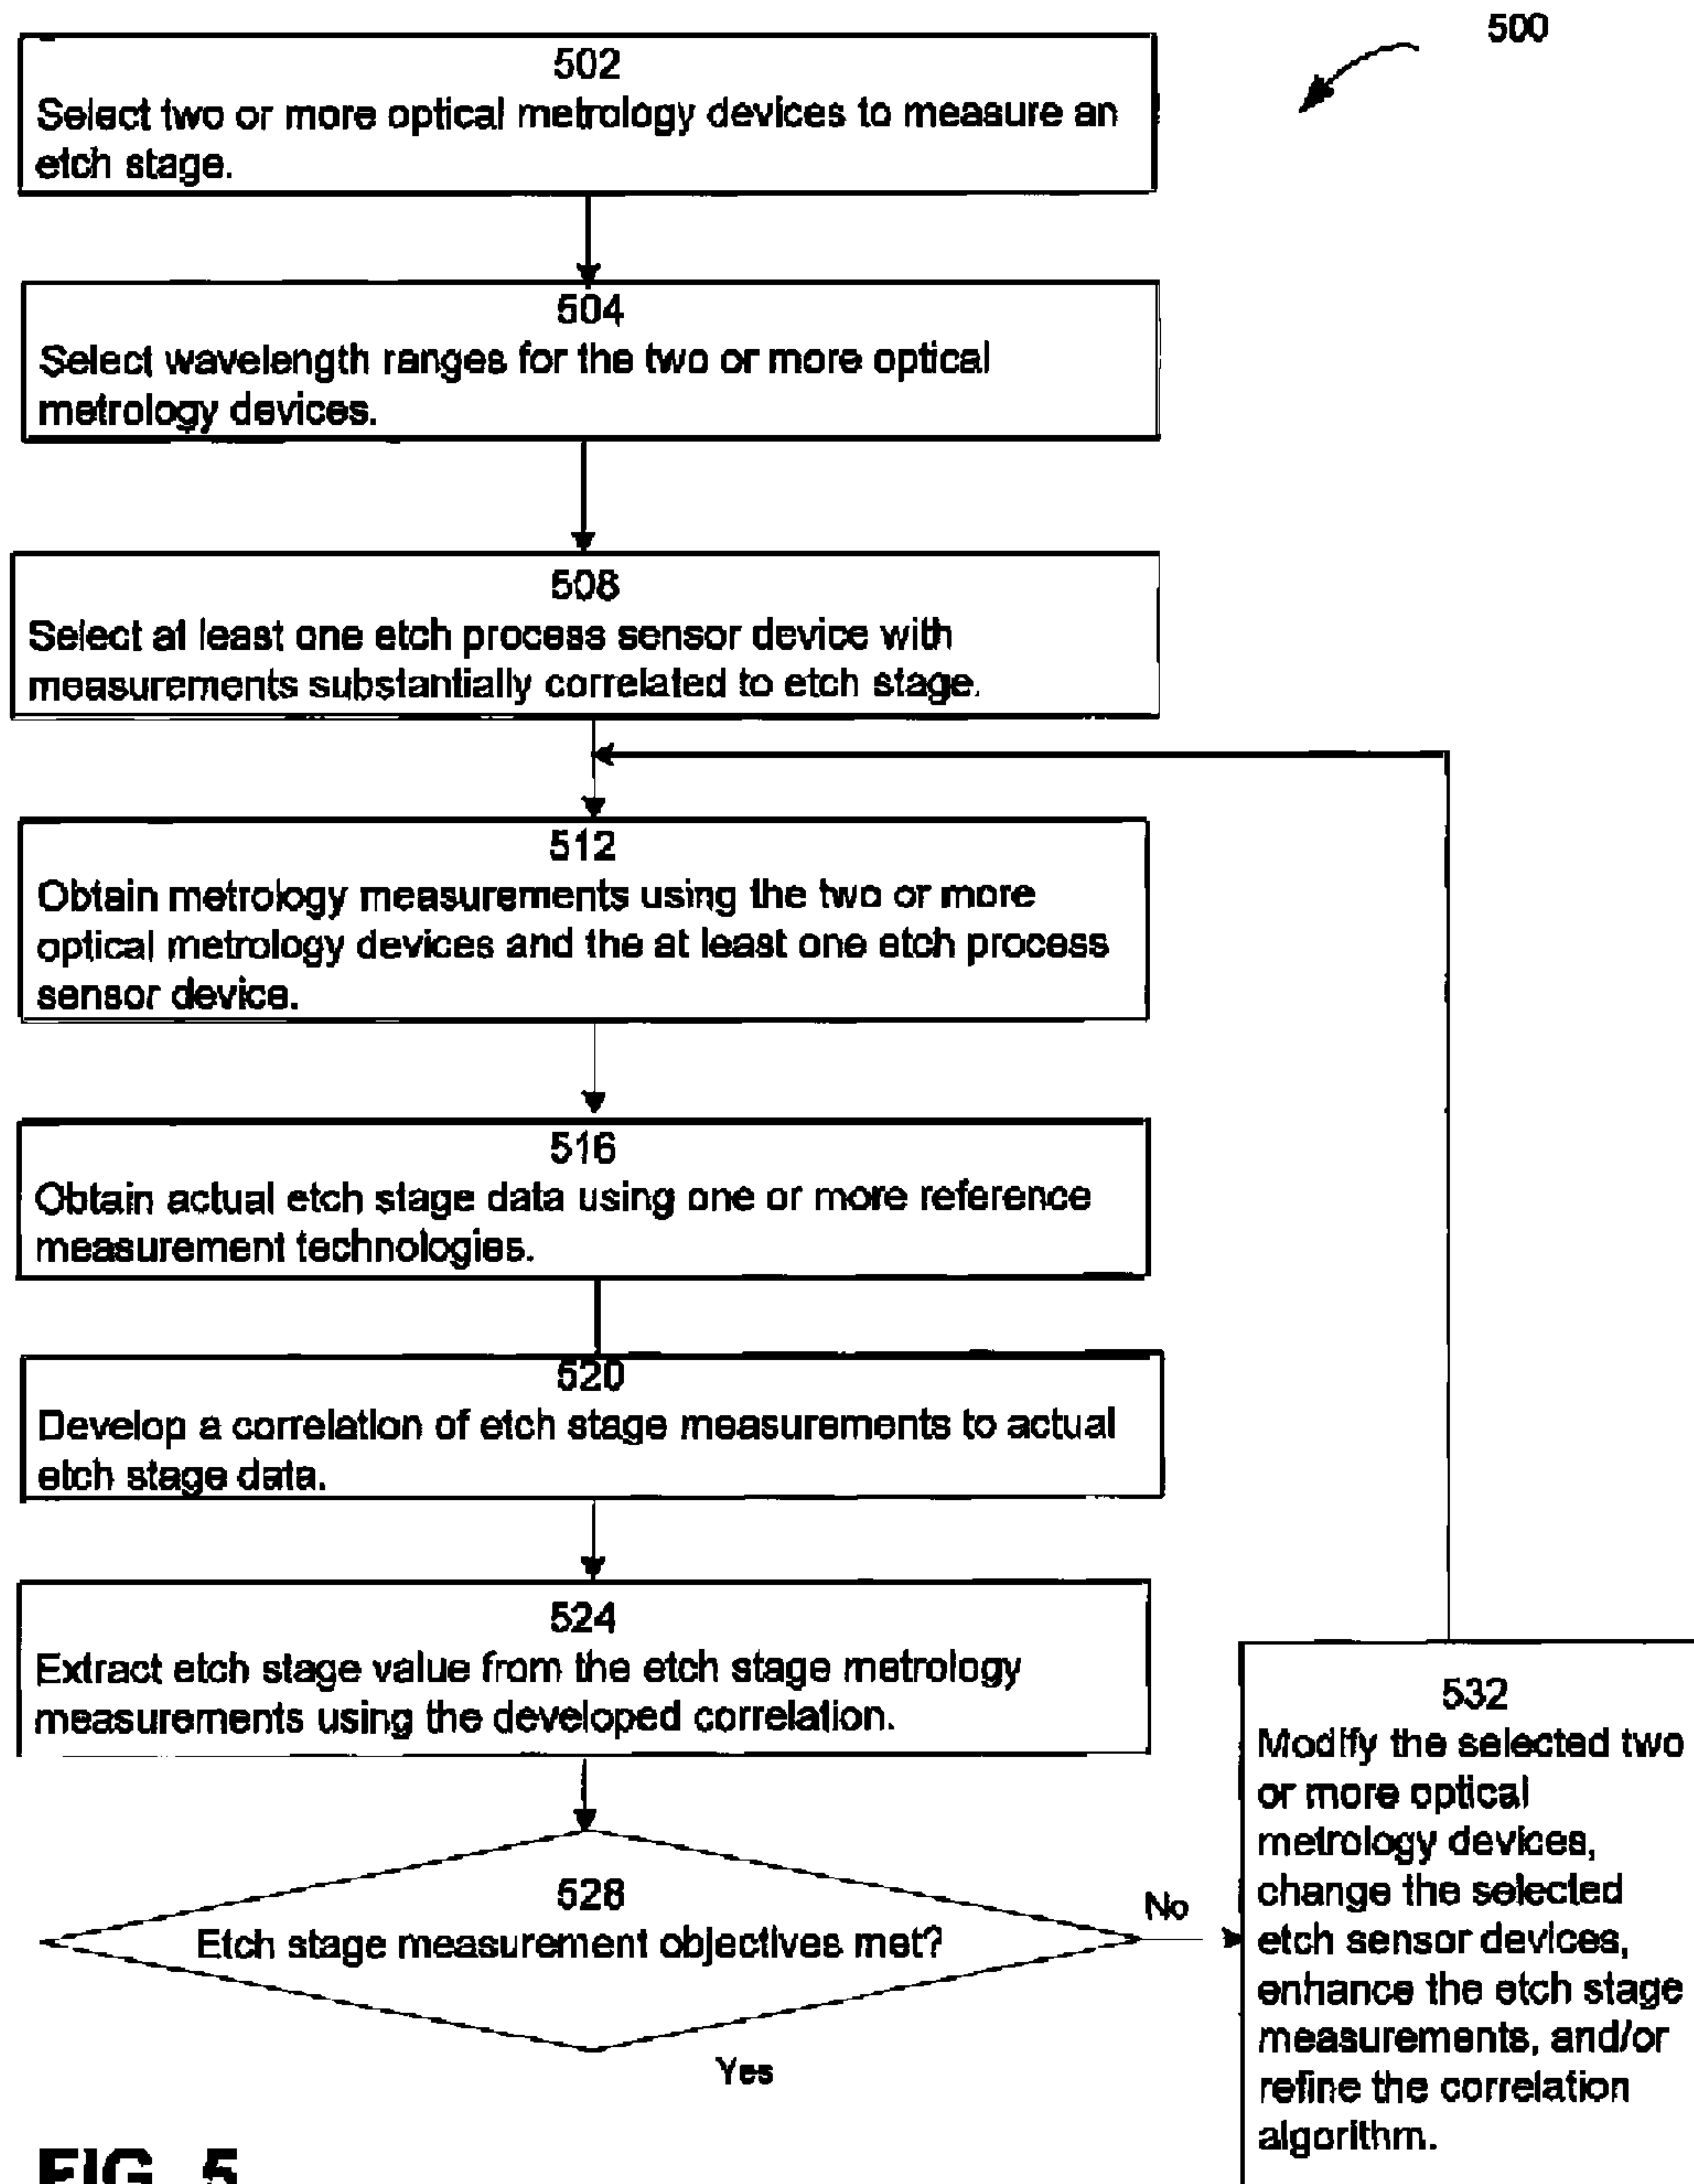 500
502
Select two or more optical metrology devices to measure an
etch stage.
504
Select wavelength ranges for the two or more optical
metrology devices.
508
Select at least one etch process sensor device with
measurements substantially correlated to etch stage.
512
Obtain metrology measurements using the two or more
optical metrology devices and the at least one etch process
sensor device.
516
Obtain actual etch stage data using one or more reference
measurement technologies.
520
Develop a correlation of etch stage measurements to actual
etch stage data.
524
Extract etch stage value from the etch stage metrology
measurements using the developed correlation.
528
Etch stage measurement objectives met?
No
Yes
532
Modify the selected two
or more optical
metrology devices,
change the selected
etch sensor devices,
enhance the etch stage
measurements, and/or
refine the correlation
algorithm.
FIG. 5